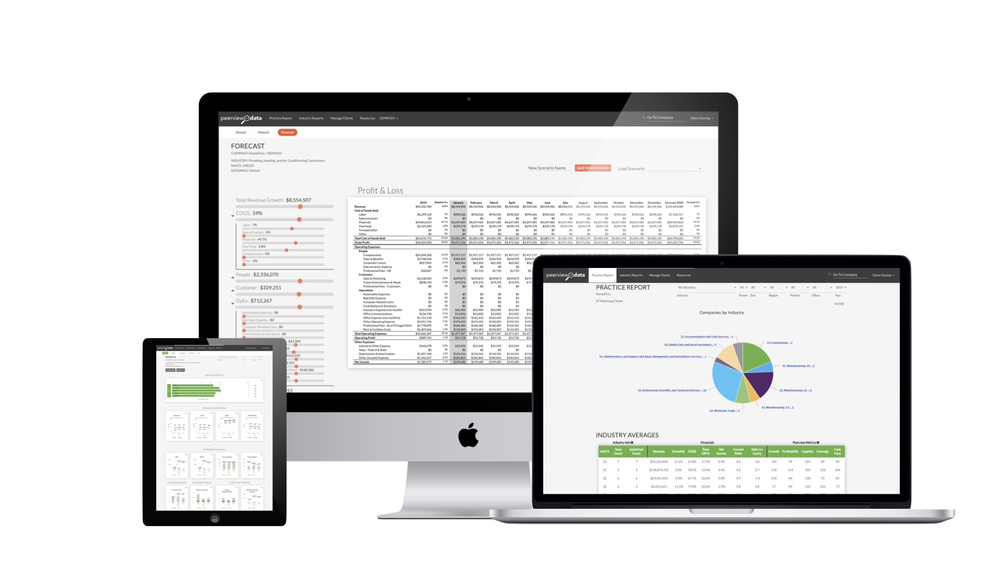 peerview data Practice Report Industry Reports Manage Clients Resources DEM0101 Go To Company Glenn Dunlap
Annual Historic Forecast
FORECAST
COMPANY: DemoFirm / DEM0101
INDUSTRY: Plumbing, Heating, and Air-Conditioning Contractors
NAICS: 238220
SCENARIO: Default
New Scenario Name SAVE NEW SCENARIO Load Scenario:
Total Revenue Growth : $8,554,507
COGS : 59%
Labor : 7%
Subcontractors : 0%
Materials : 49.7%
Overhead : 2.8%
Transportation : 0%
Other : 0%
People : $2,336,070
Customer : $329,251
OpEx : $712,267
Automobile Expenses : $0
Bad Debt Expense : $0
Computer Related Costs : $0
Contributions & Donations : $0
$42,989
$162,233
/Other : $168,386
Profit & Loss
2019 Baseline %'s January February March April May June July August September October November December Forecast 2020 Forecast %'s
Revenue $90,332,700 100% $8,554,506 $8,554,506 $8,554,506 $8,554,506 $8,554,506 $8,554,506 $8,554,506 $8,554,506 $8,554,506 $8,554,506 $8,554,506 $8,554,506 $102,654,080 100%
Cost of Goods Sold
Labor $6,299,118 7% $596,526 $596,526 $596,526 $596,526 $596,526 $596,526 $596,526 $596,526 $596,526 $596,526 $596,526 $596,526 $7,158,317 7%
Subcontractors $0 0% $0 $0 $0 $0 $0 $0 $0 $0 $0 $0 $0 $0 $0 0%
Materials $44,852,014 49.7% $4,247,485 $4,247,485 $4,247,485 $4,247,485 $4,247,485 $4,247,485 $4,247,485 $4,247,485 $4,247,485 $4,247,485 $4,247,485 $4,247,485 $50,969,828 49.7%
Overhead $2,525,640 2.8% $239,178 $239,178 $239,178 $239,178 $239,178 $239,178 $239,178 $239,178 $239,178 $239,178 $239,178 $239,178 $2,870,137 2.8%
Transportation $0 0% $0 $0 $0 $0 $0 $0 $0 $0 $0 $0 $0 $0 $0 0%
Other $0 0% $0 $0 $0 $0 $0 $0 $0 $0 $0 $0 $0 $0 $0 0%
Total Cost of Goods Sold $53,676,772 59.4% $5,083,190 $5,083,190 $5,083,190 $5,083,190 $5,083,190 $5,083,190 $5,083,190 $5,083,190 $5,083,190 $5,083,190 $5,083,190 $5,083,190 $60,998,283 59.4%
Gross Profit $36,655,928 40.6% $3,471,316 $3,471,316 $3,471,316 $3,471,316 $3,471,316 $3,471,316 $3,471,316 $3,471,316 $3,471,316 $3,471,316 $3,471,316 $3,471,316 $41,655,796 40.6%
Operating Expenses:
People
Compensation $20,244,108 22.4% $1,917,117 $1,917,117 $1,917,117 $1,917,117 $1,917,117
Taxes & Benefits $3,748,036 4.1% $354,939 $354,939 $354,939 $354,939
Corporate Culture $657,896 0.7% $62,302 $62,302 $62,302 $62,302
Subcontractor Expense $0 0% $0 $0 $0 $0
Professional Fees - HR $18,067 0% $1,710 $1,710 $1,710 $1,710
Customers
Sales & Marketing $2,638,583 2.9% $249,873 $249,873 $249,873 $249,873
Travel, Entertainment & Meals $838,194 0.9% $79,376 $79,376 $79,376 $79,376
Professional Fees - Customers $0 0% $0 $0 $0 $0 $0
Operations
Automobile Expenses $0 0% $0 $0 $0 $0 $0
Bad Debt Expense $0 0% $0 $0 $0 $0 $0
Computer Related Costs $0 0% $0 $0 $0 $0 $0
Contributions & Donations $0 0% $0 $0 $0 $0 $0
Insurance Expense (non-health) $453,954 0.5% $42,989 $42,989 $42,989 $42,989
Office Communications $126,738 0.1% $12,002 $12,002 $12,002 $12,002
Office Expense (non-facilities) $1,713,130 1.9% $162,233 $162,233 $162,233 $162,233
Other Operating Expense $2,041,746 2.3% $193,353 $193,353 $193,353 $193,353
Professional Fees - Acct/IT/Legal/Other $1,778,099 2% $168,385 $168,385 $168,385 $168,385
Rent & Facilities Costs $1,407,636 1.6% $133,303 $133,303 $133,303 $133,303
Total Operating Expenses $35,666,187 39.5% $3,377,587 $3,377,587 $3,377,587 $3,377,587
Operating Profit $989,741 1.1% $93,728 $93,728 $93,728 $93,728
Other Expenses
Interest & Other Expense $164,678 0.2% $15,595 $15,595 $15,595 $15,595
Taxes - Federal & State $0 0% $0 $0 $0 $0 $0
Depreciation & Amortization $1,207,148 1.3% $114,316 $114,316 $114,316 $114,316
Other (Income) Expense -$1,962,657 -2.2% -$185,863 -$185,863 -$185,863 -$185,863
Net Income $1,580,572 1.7% $149,680 $149,680 $149,680 $149,680
peerview data Practice Report Industry Reports Manage Clients Resources Go To Company Glenn Dunlap
PRACTICE REPORT
DemoFirm
37 Matching Clients
All Industries All All All All All 2019
Industry Parent Size Region Partner Office Year
FILTER
Companies by Industry
72: Accommodation and Food Services - 2
62: Health Care and Social Assistance - 4
56: Administrative and Support and Waste Management and Remediation Services - 1
54: Professional, Scientific, and Technical Services - 10
42: Wholesale Trade - 3
23: Construction - 7
31: Manufacturing-31 - 2
32: Manufacturing-32 - 6
33: Manufacturing-33 - 2
INDUSTRY AVERAGES
Industry Info Financials Peerview Metrics
NAICS Total Count Submitted Count Revenue Growth% COGS Total OPEX Net Income Current Ratio Debt-to-Equity Growth Profitability Liquidity Leverage Cash Flow
23 7 7 $25,234,496 15.1% 67.8% 27.4% 3.9% 2.6 3.0 134 99 104 89 89
31 2 2 $118,875,955 3.2% 78.5% 17.0% 4.4% 4.2 0.7 118 114 105 110 104
32 6 6 $23,301,036 -0.3% 67.7% 26.5% 3.0% 4.9 -1.4 110 84 138 93 81
33 2 2 $6,024,621 -11.5% 77.8% 20.2% -3.9% 5.8 0.8 17 69 133 103 73
peerview data
MONEYu
Peerview Metrics
Annual Growth Rates
Revenue COGS Profitability
Profitability Analysis
ROE Gross Margin Profit Margin
Liquidity Analysis Leverage Analysis Cash Flow Analysis
Current Ratio